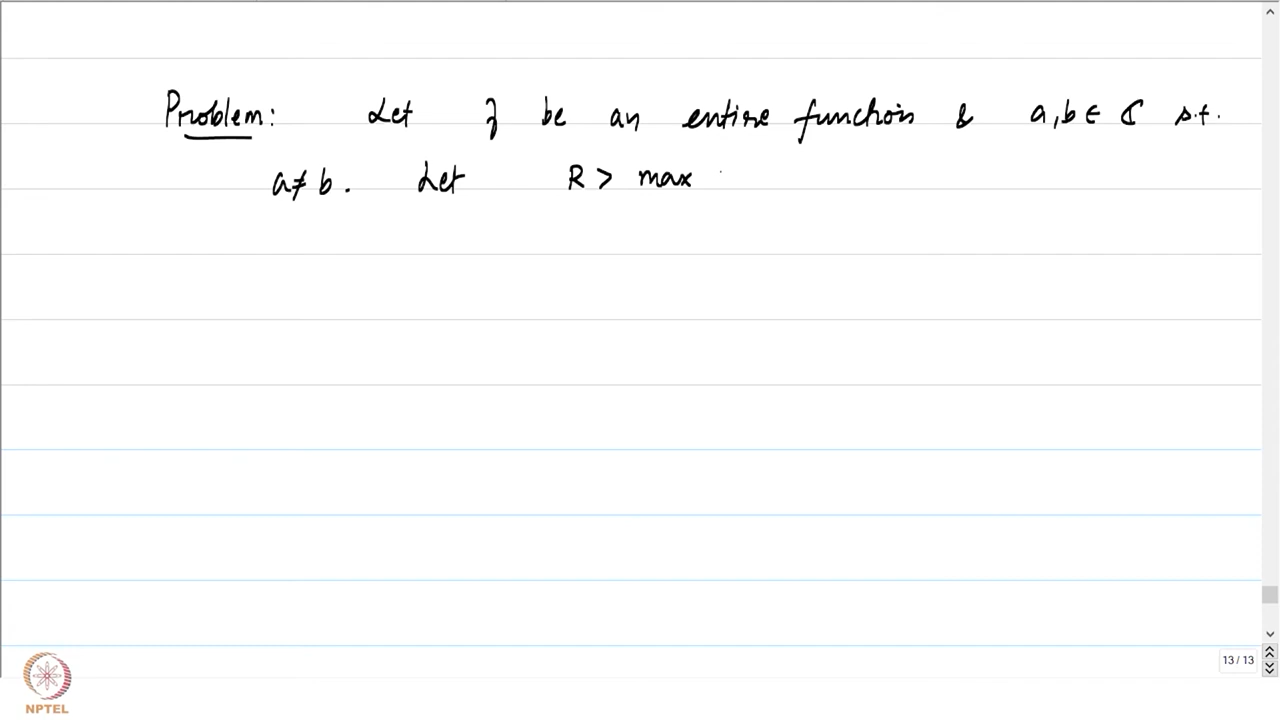 Problem: Let f be an entire function & a, b ∈ ℂ s.t.
a ≠ b. Let R > max
13 / 13
NPTEL